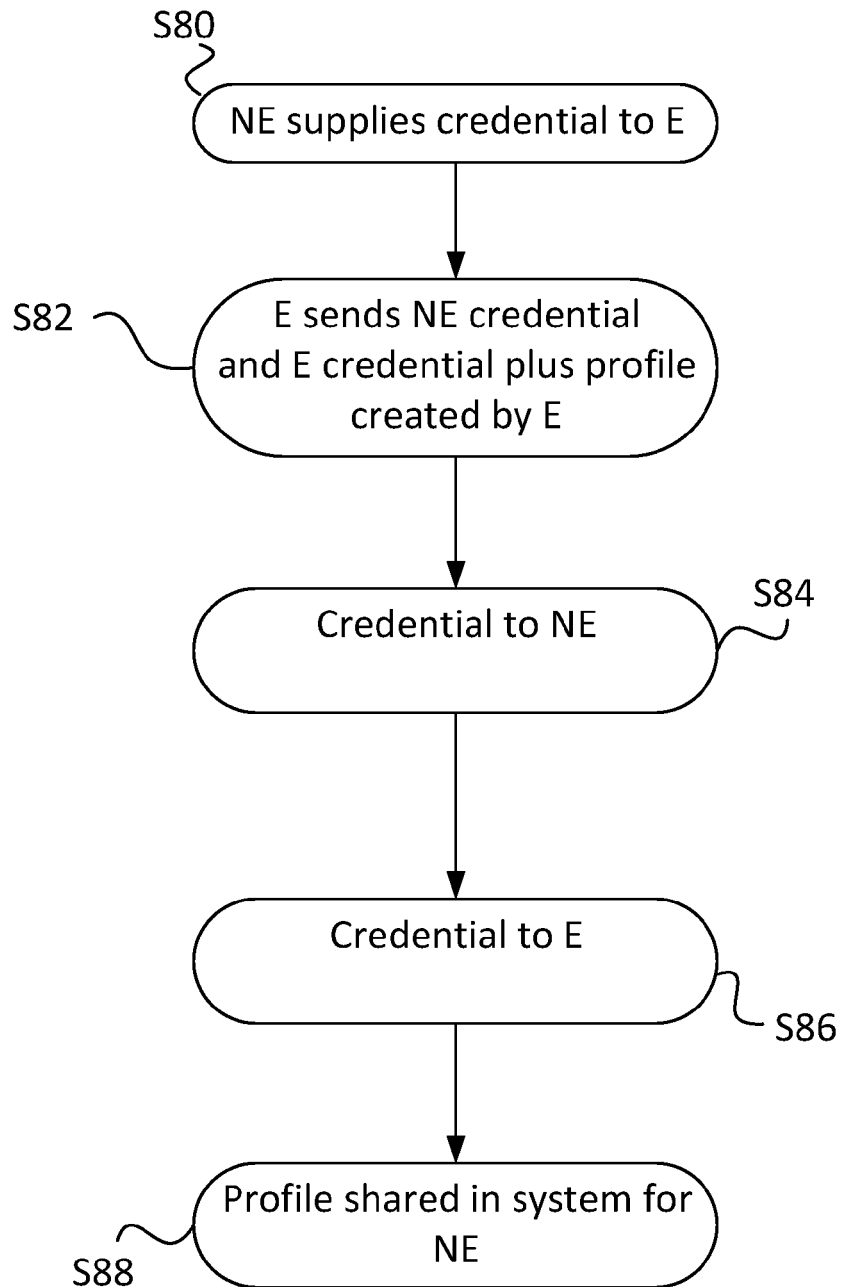 S80
NE supplies credential to E
S82
E sends NE credential
and E credential plus profile
created by E
S84
Credential to NE
Credential to E
S86
Profile shared in system for
NE
S88